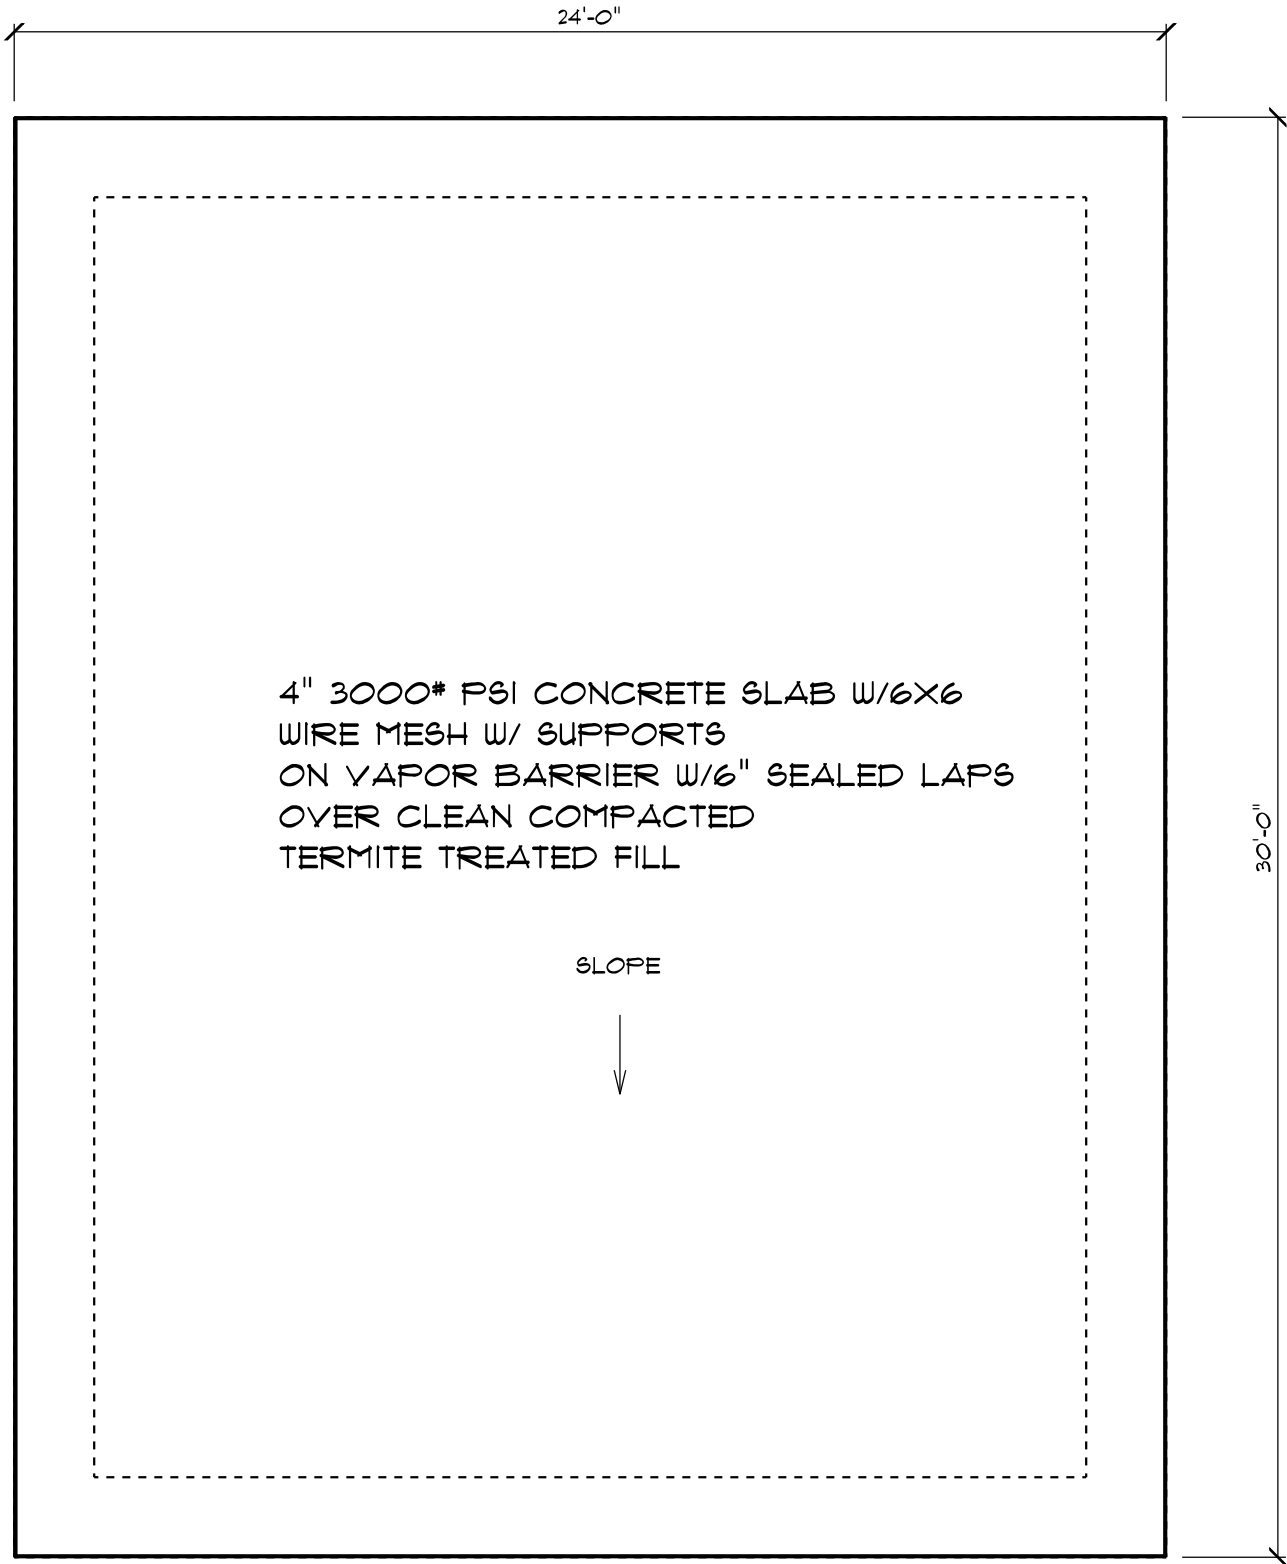 24'-0"
4" 3000# PSI CONCRETE SLAB W/6X6
WIRE MESH W/ SUPPORTS
ON VAPOR BARRIER W/6" SEALED LAPS
OVER CLEAN COMPACTED
TERMITE TREATED FILL
30'-0"
SLOPE